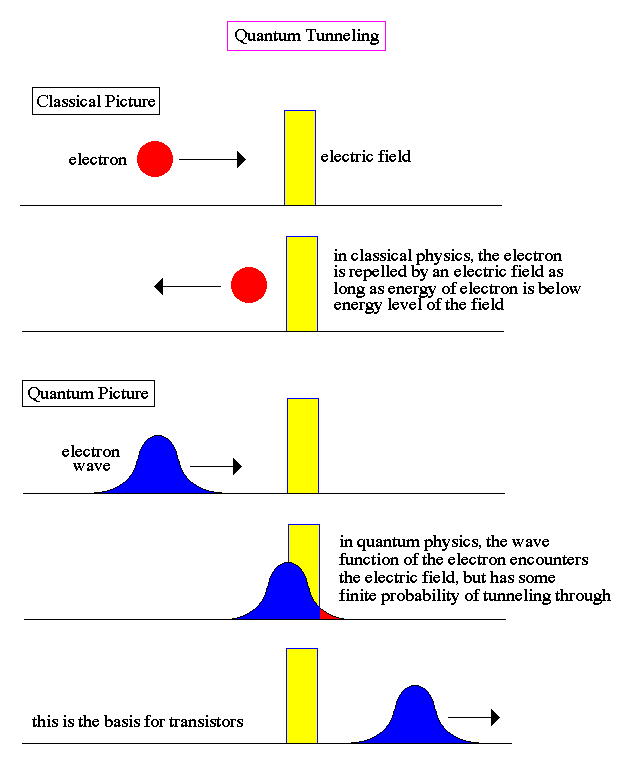 Quantum Tunneling
Classical Picture
electron
electric field
in classical physics, the electron
is repelled by an electric field as
long as energy of electron is below
energy level of the field
Quantum Picture
electron
wave
in quantum physics, the wave
function of the electron encounters
the electric field, but has some
finite probability of tunneling through
this is the basis for transistors